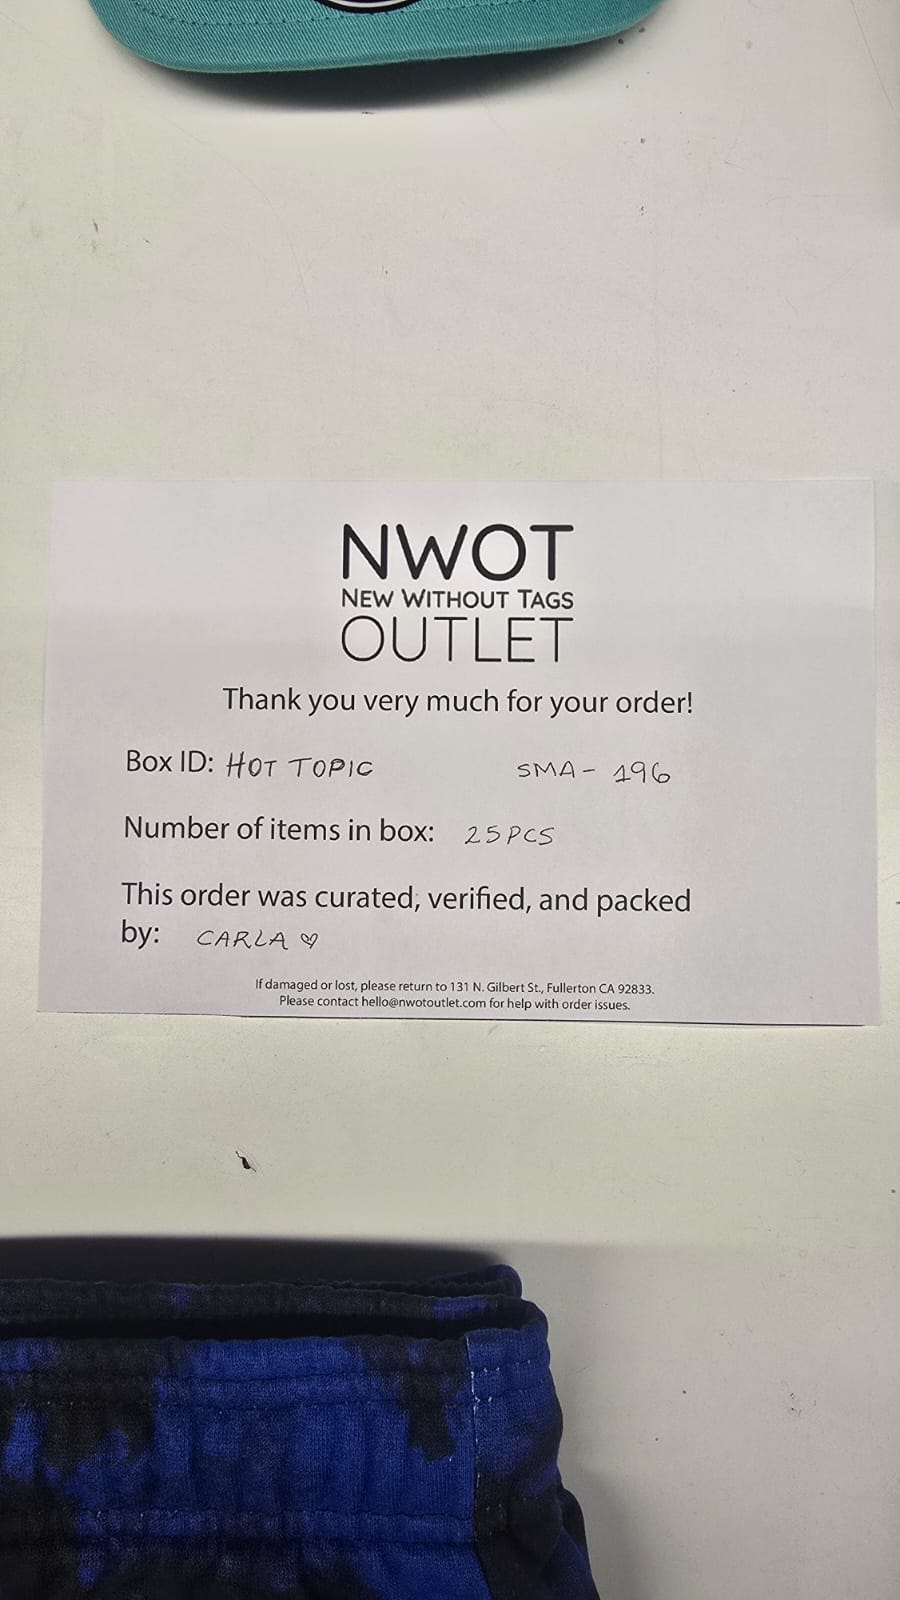 NWOT
NEW WITHOUT TAGS
OUTLET
Thank you very much for your order!
Box ID: HOT TOPIC SMA- 196
Number of items in box: 25PCS
This order was curated, verified, and packed
by: CARLA ♡
If damaged or lost, please return to 131 N. Gilbert St., Fullerton CA 92833.
Please contact hello@nwotoutlet.com for help with order issues.